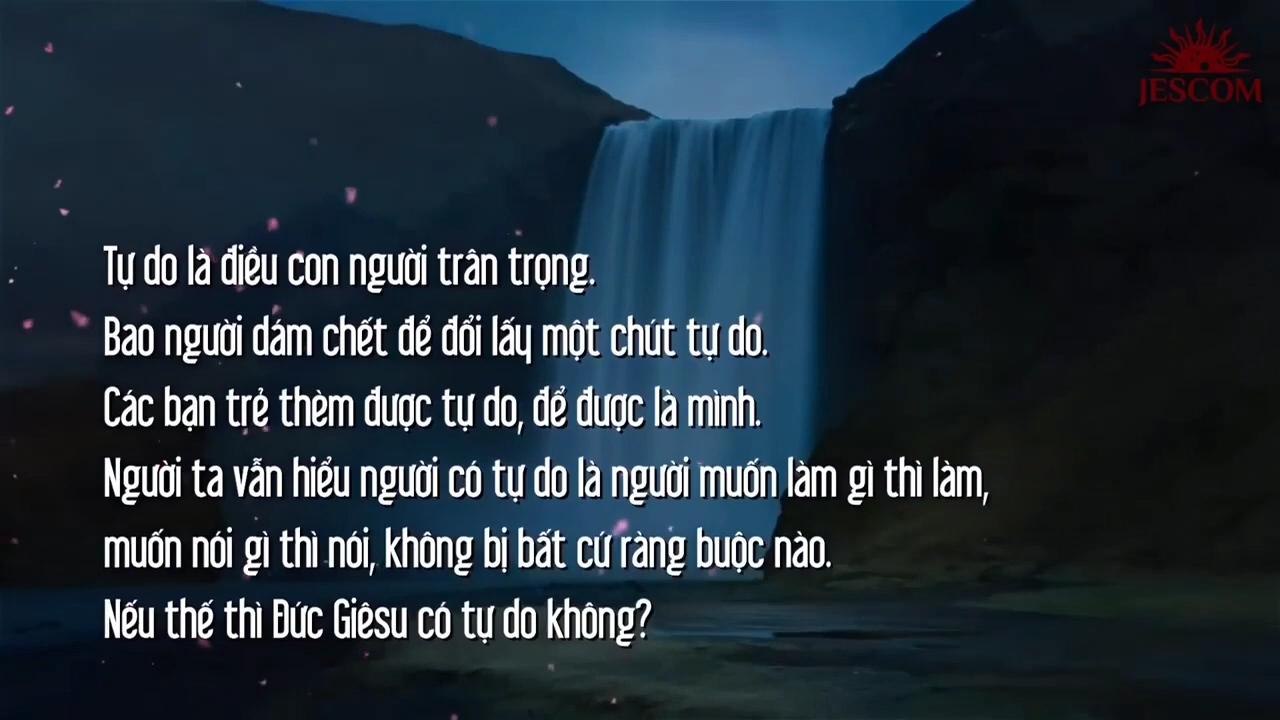 JESCOM
Tự do là điều con người trân trọng.
Bao người dám chết để đổi lấy một chút tự do.
Các bạn trẻ thèm được tự do, để được là mình.
Người ta vẫn hiểu người có tự do là người muốn làm gì thì làm,
muốn nói gì thì nói, không bị bất cứ ràng buộc nào.
Nếu thế thì Đức Giêsu có tự do không?